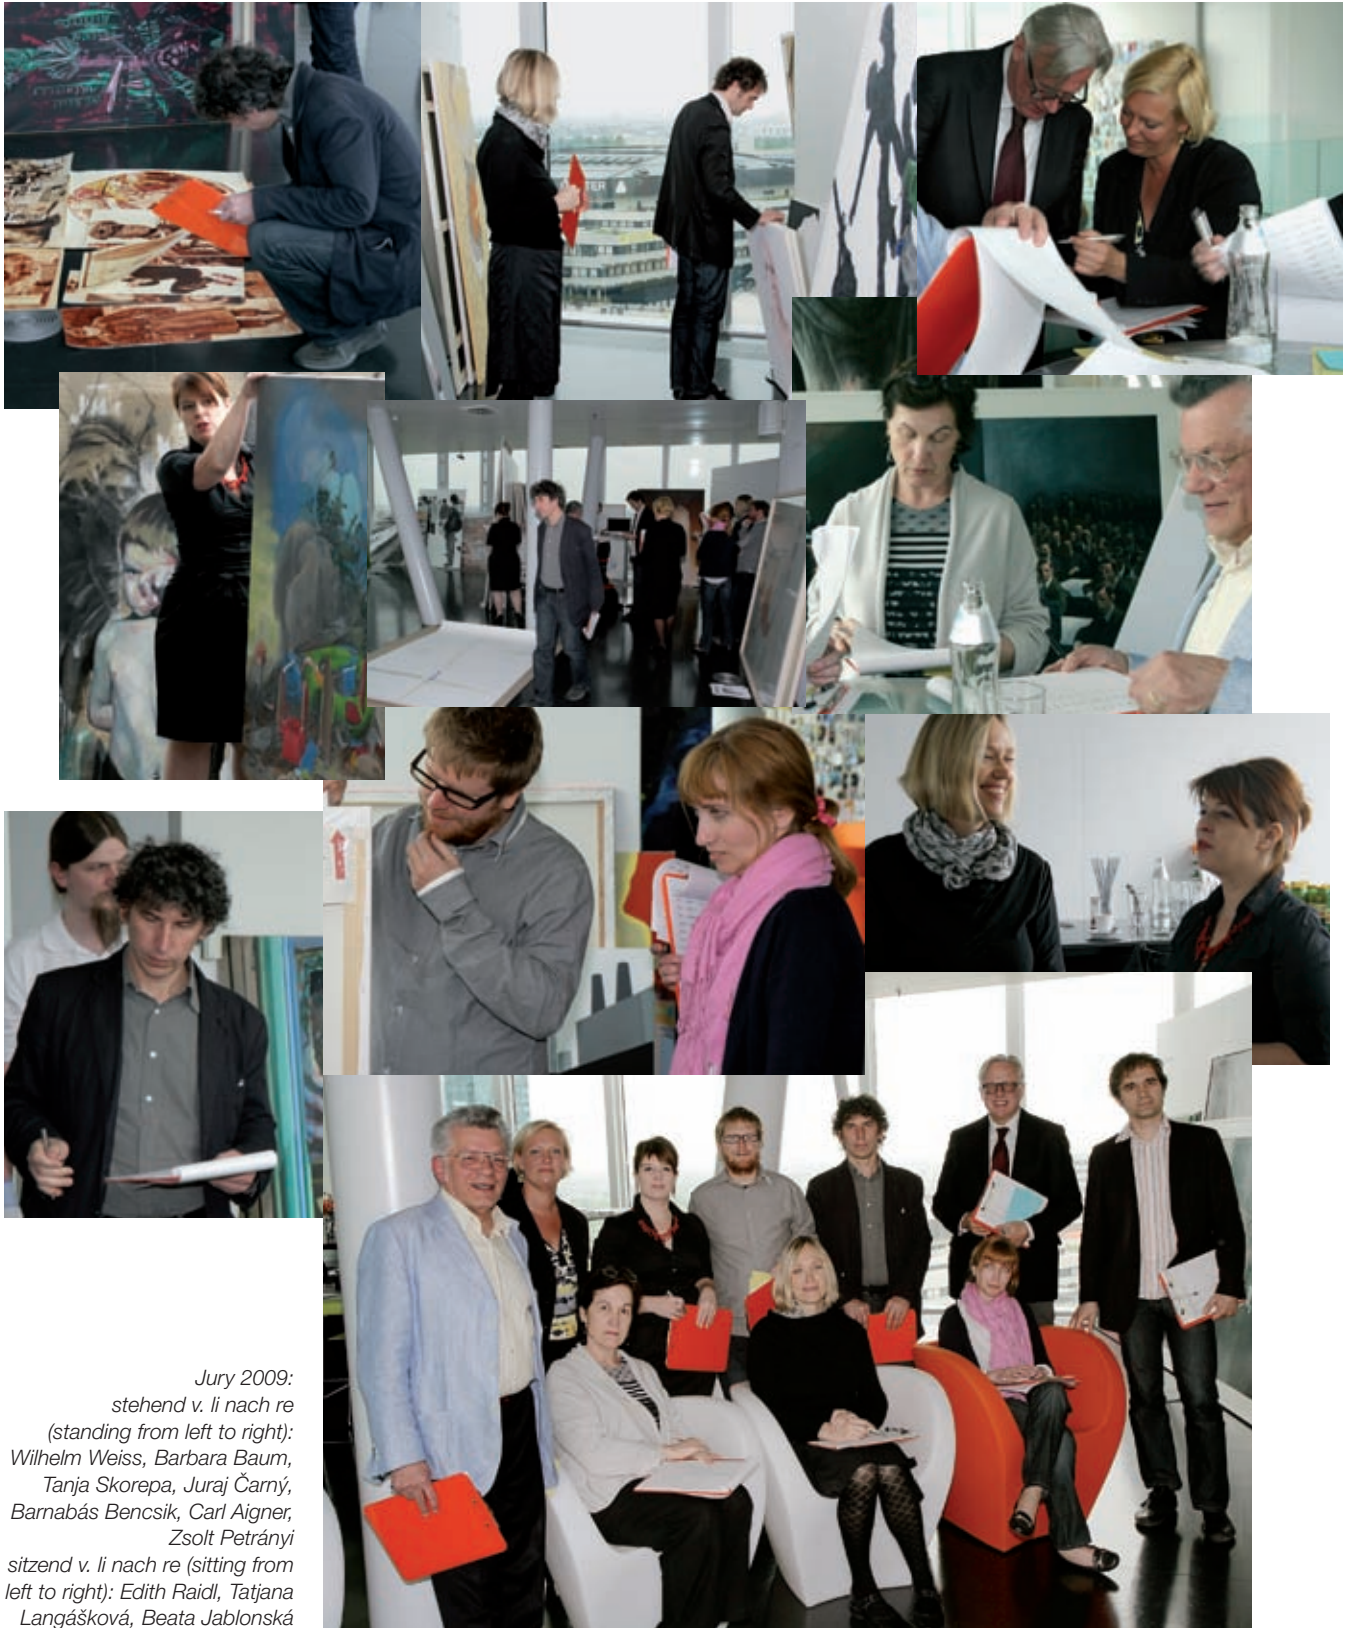 TER
Jury 2009:
stehend v. li nach re
(standing from left to right):
Wilhelm Weiss, Barbara Baum,
Tanja Skorepa, Juraj Čarný,
Barnabás Bencsik, Carl Aigner,
Zsolt Petrányi
sitzend v. li nach re (sitting from
left to right): Edith Raidl, Tatjana
Langášková, Beata Jablonská